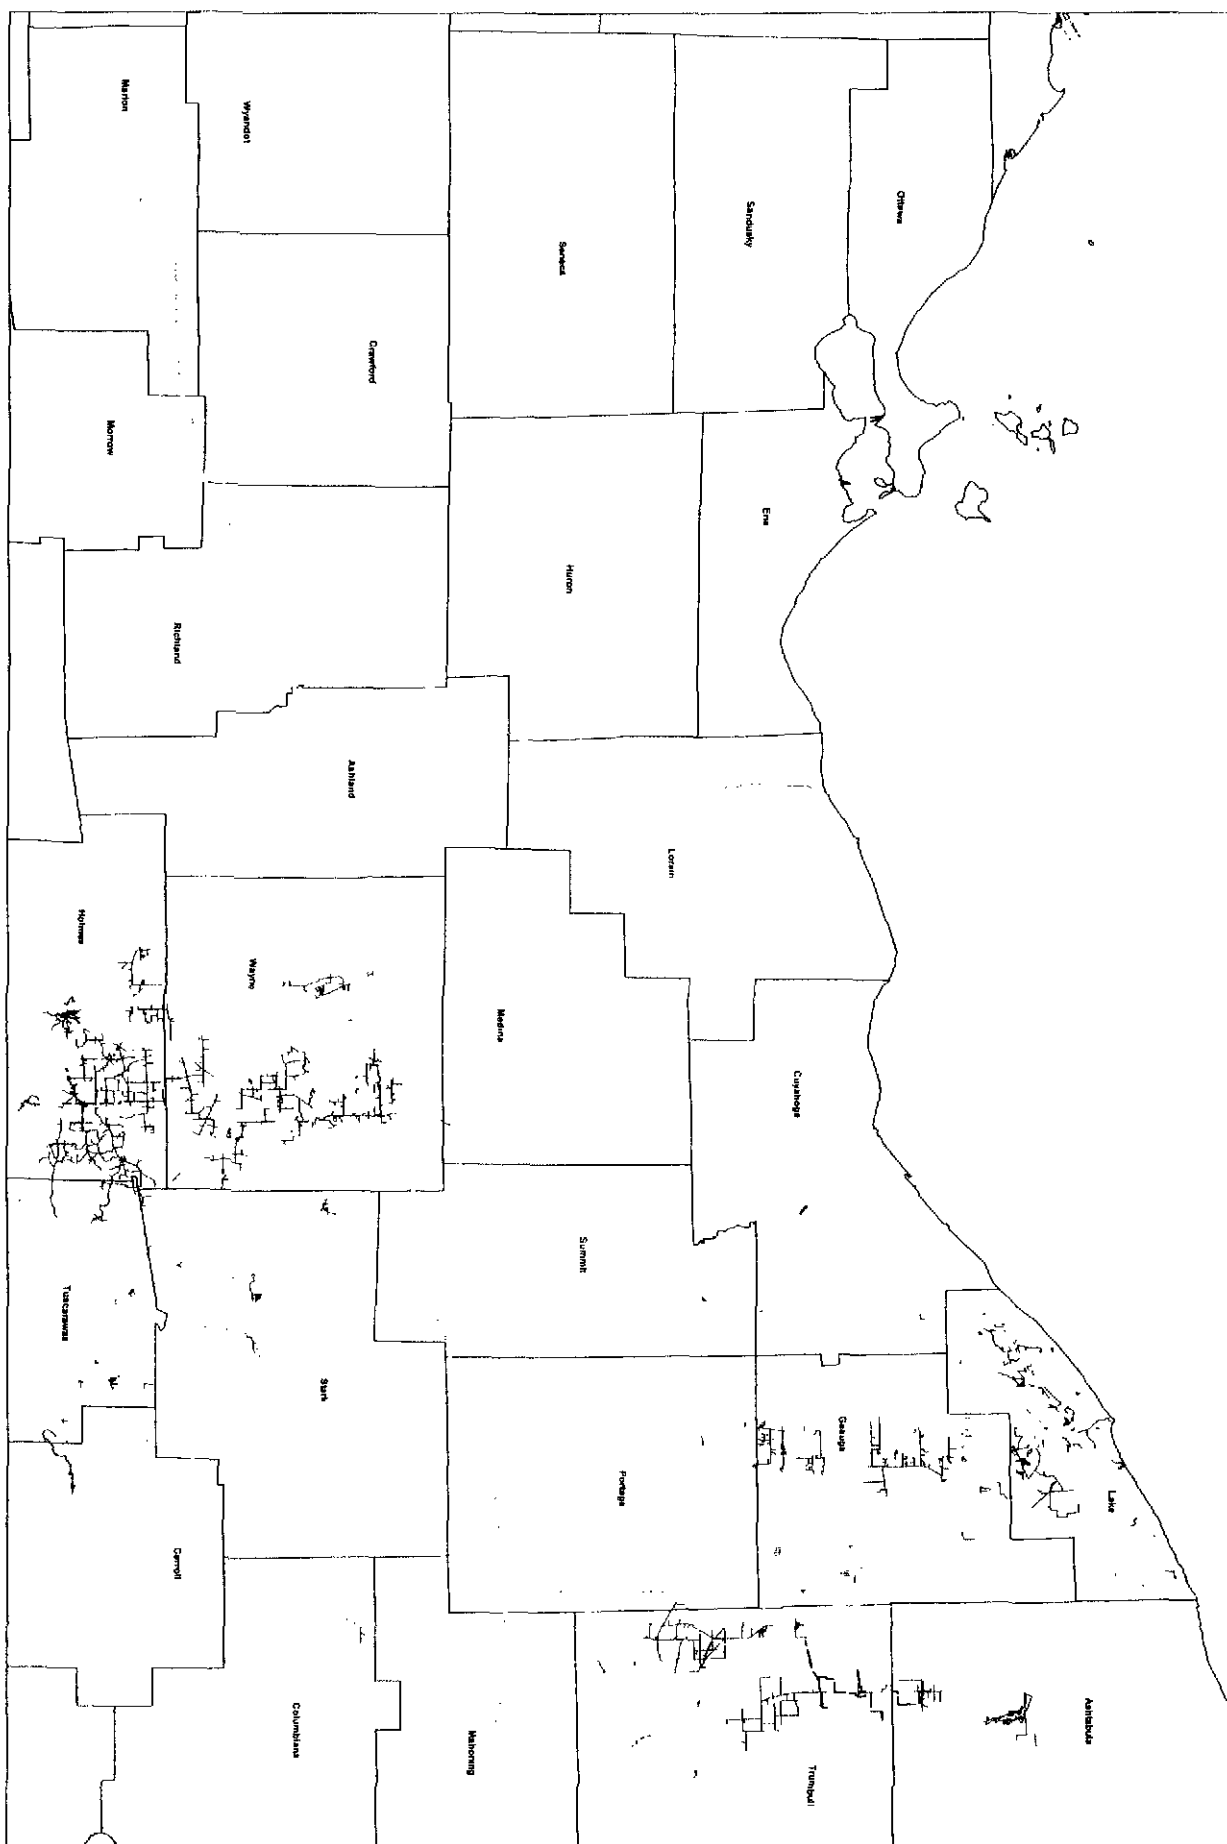 Lake
Ashtabula
Ottawa
Geauga
Trumbull
Cuyahoga
Erie
Sandusky
Lorain
Portage
Summit
Huron
Seneca
Medina
Mahoning
Crawford
Ashland
Stark
Columbiana
Wayne
Wyandot
Richland
Carroll
Marion
Morrow
Holmes
Tuscarawas